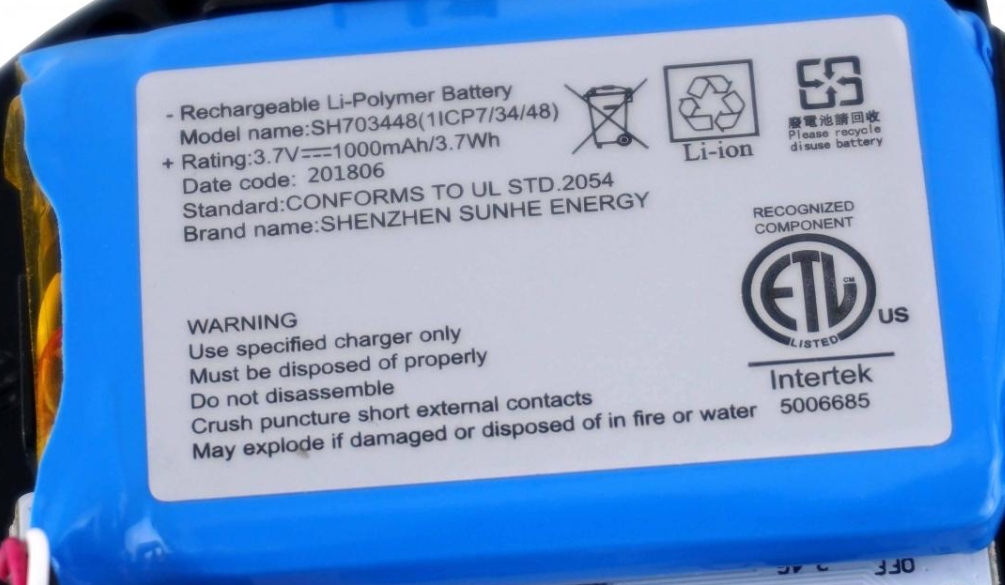 - Rechargeable Li-Polymer Battery
Model name:SH703448(1ICP7/34/48)
+ Rating:3.7V⎓1000mAh/3.7Wh
Date code: 201806
Standard:CONFORMS TO UL STD.2054
Brand name:SHENZHEN SUNHE ENERGY
Li-ion
廢電池請回收
Please recycle
disuse battery
RECOGNIZED
COMPONENT
ETL
CM
LISTED
US
Intertek
5006685
WARNING
Use specified charger only
Must be disposed of properly
Do not disassemble
Crush puncture short external contacts
May explode if damaged or disposed of in fire or water
OFF